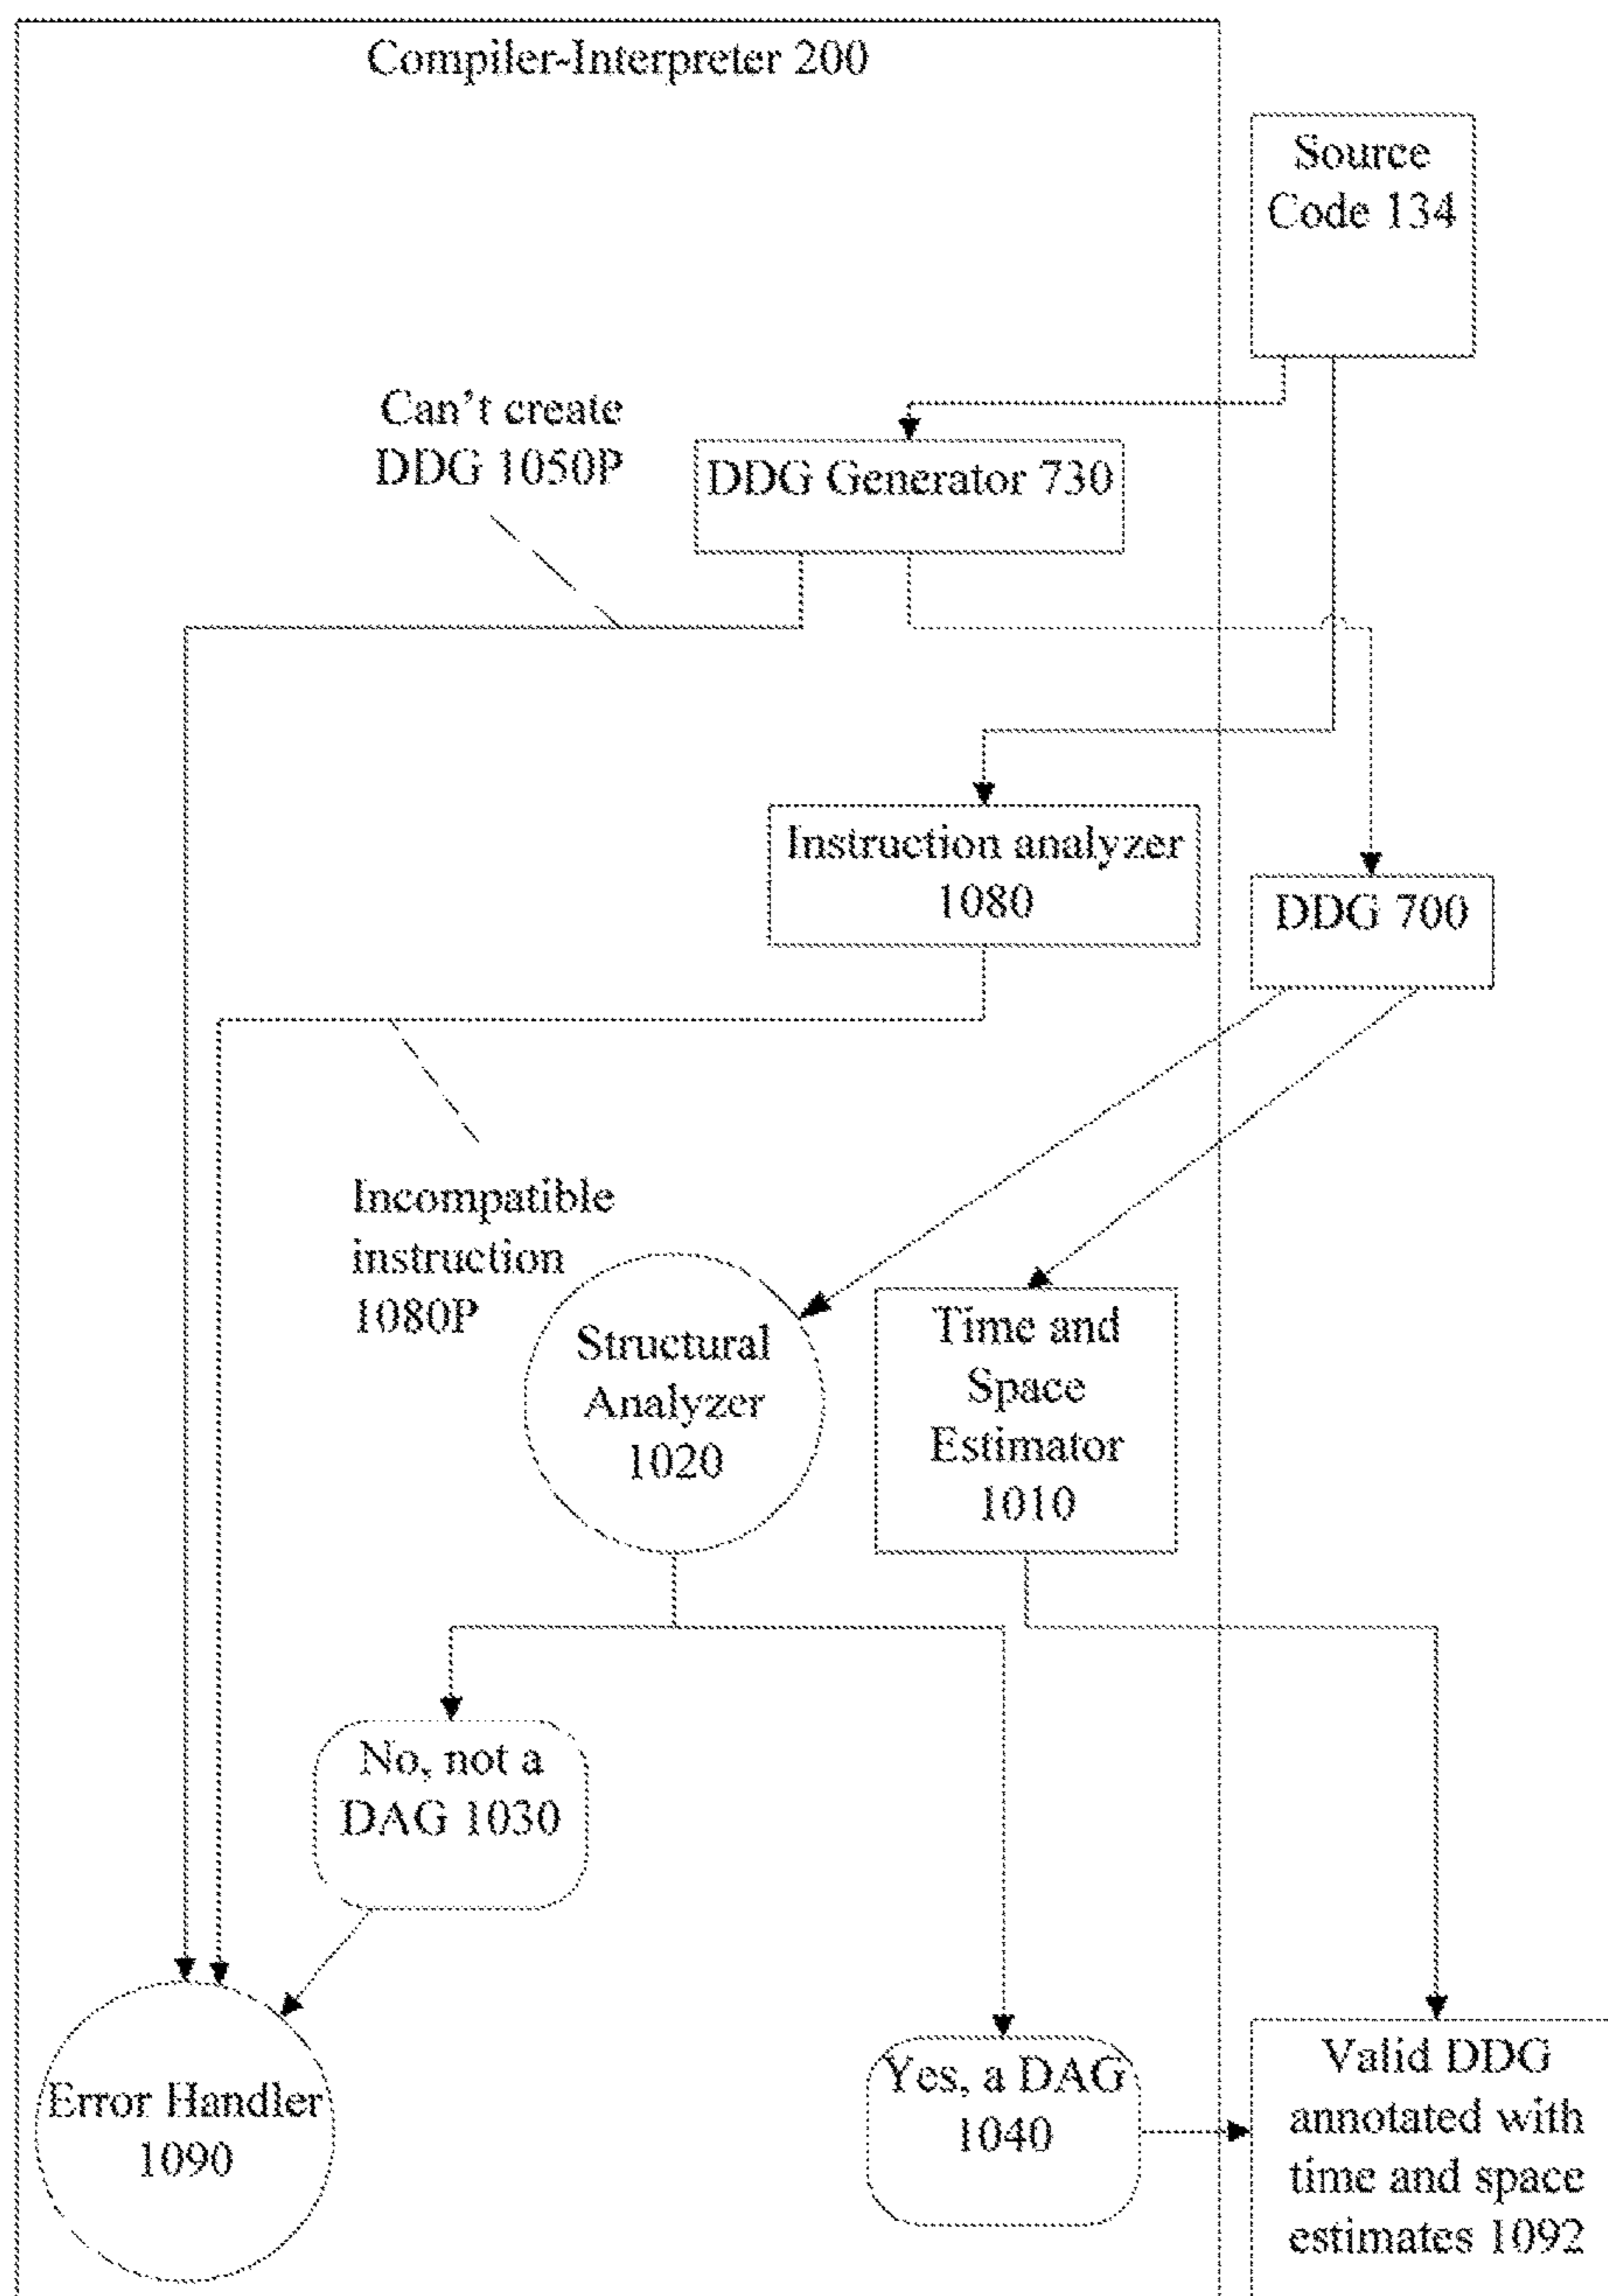 Compiler-Interpreter 200
Source
Code 134
Can't create
DDG 1050P
DDG Generator 730
Instruction analyzer
1080
DDG 700
Incompatible
instruction
1080P
Structural
Analyzer
1020
Time and
Space
Estimator
1010
No, not a
DAG 1030
Error Handler
1090
Yes, a DAG
1040
Valid DDG
annotated with
time and space
estimates 1092